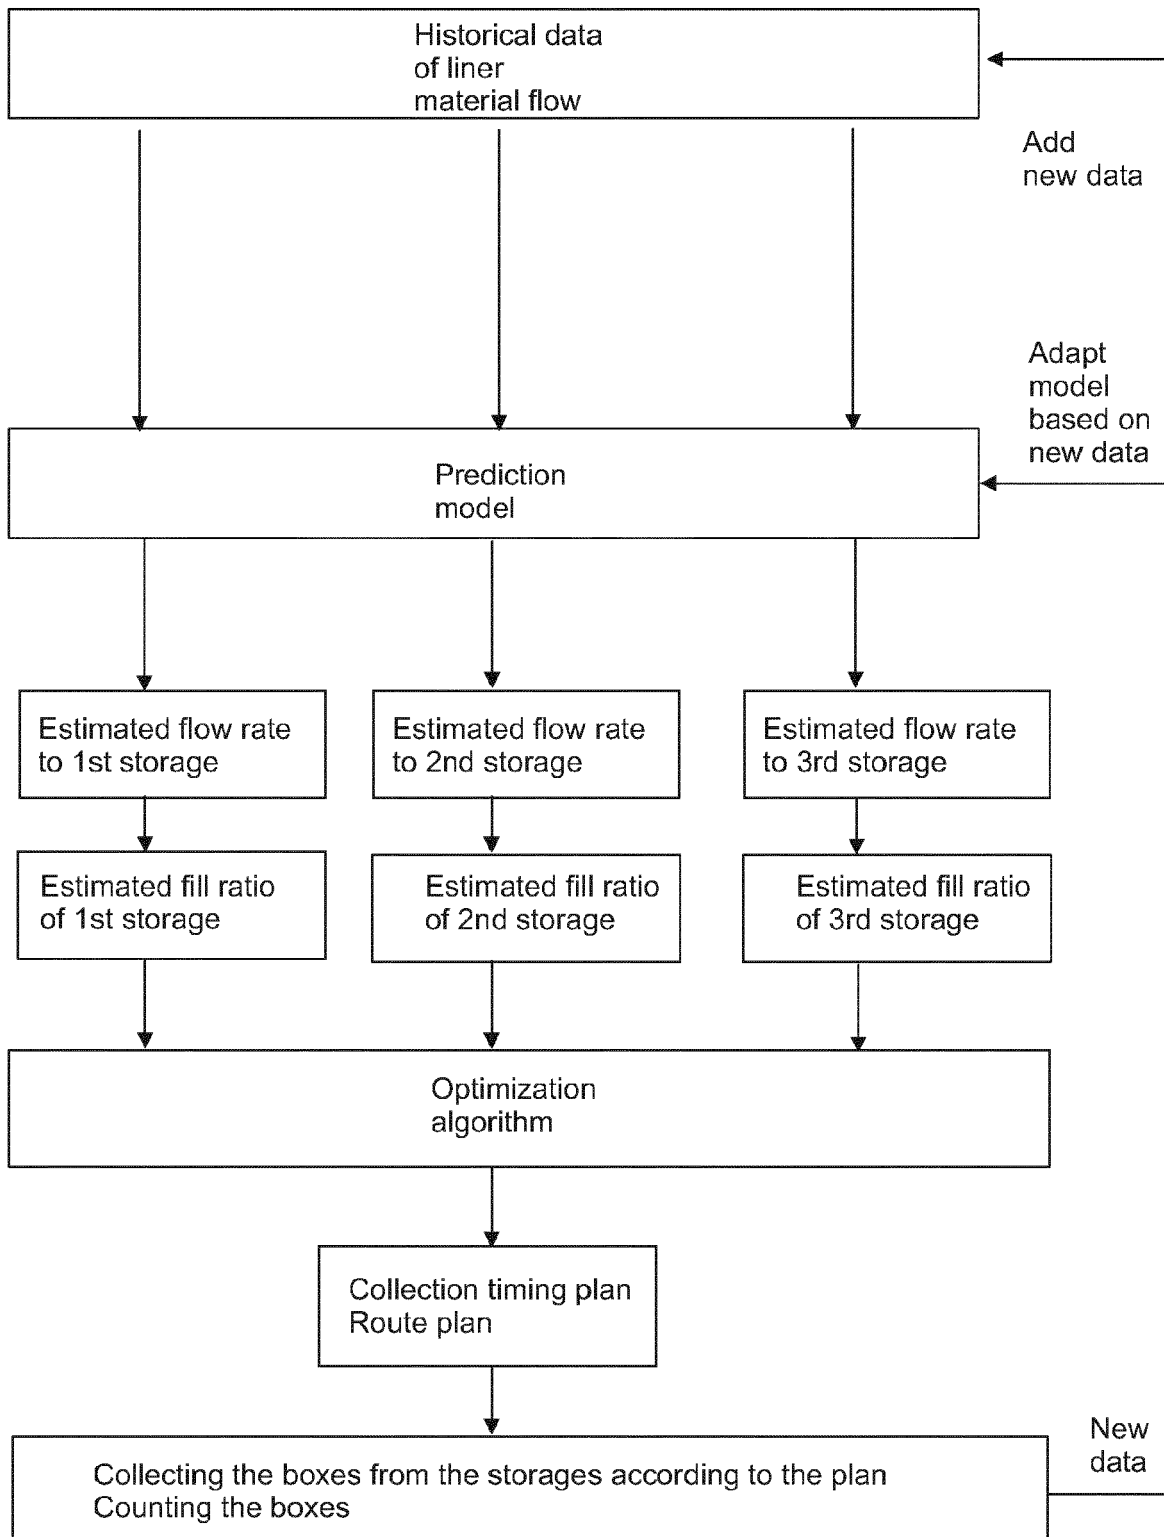 Historical data
of liner
material flow
Add
new data
Adapt
model
based on
new data
Prediction
model
Estimated flow rate
to 1st storage
Estimated flow rate
to 2nd storage
Estimated flow rate
to 3rd storage
Estimated fill ratio
of 1st storage
Estimated fill ratio
of 2nd storage
Estimated fill ratio
of 3rd storage
Optimization
algorithm
Collection timing plan
Route plan
New
data
Collecting the boxes from the storages according to the plan
Counting the boxes